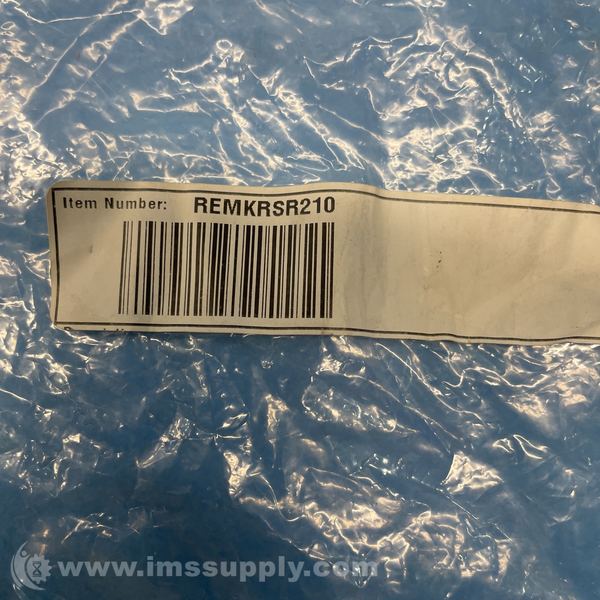 Item Number: REMKRSR210
www.imssupply.com